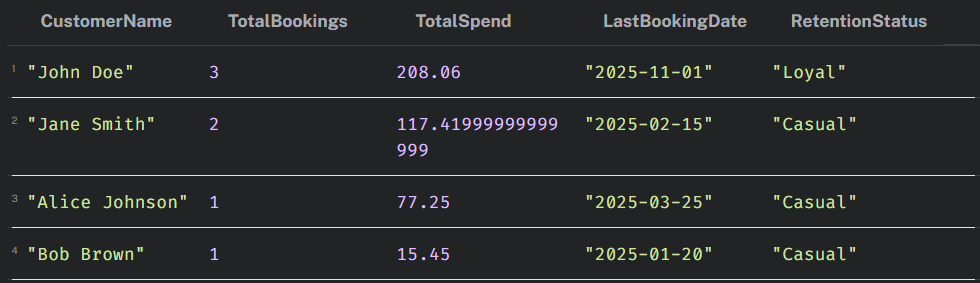 CustomerName TotalBookings TotalSpend LastBookingDate RetentionStatus
1 "John Doe" 3 208.06 "2025-11-01" "Loyal"
2 "Jane Smith" 2 117.41999999999 "2025-02-15" "Casual"
999
3 "Alice Johnson" 1 77.25 "2025-03-25" "Casual"
4 "Bob Brown" 1 15.45 "2025-01-20" "Casual"